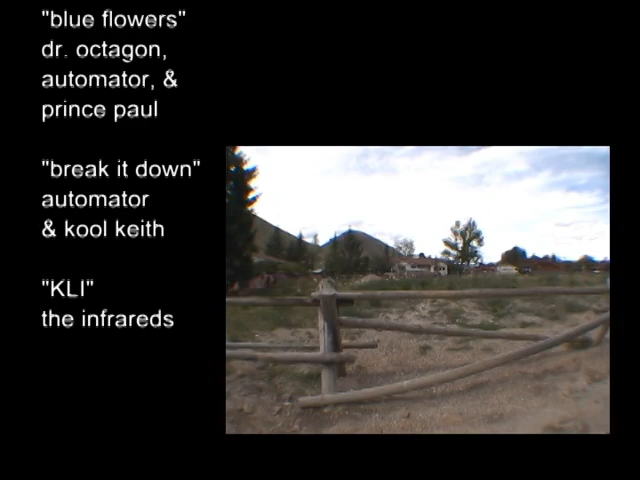 "blue flowers"
dr. octagon,
automator, &
prince paul
"break it down"
automator
& kool keith
"KLI"
the infrareds